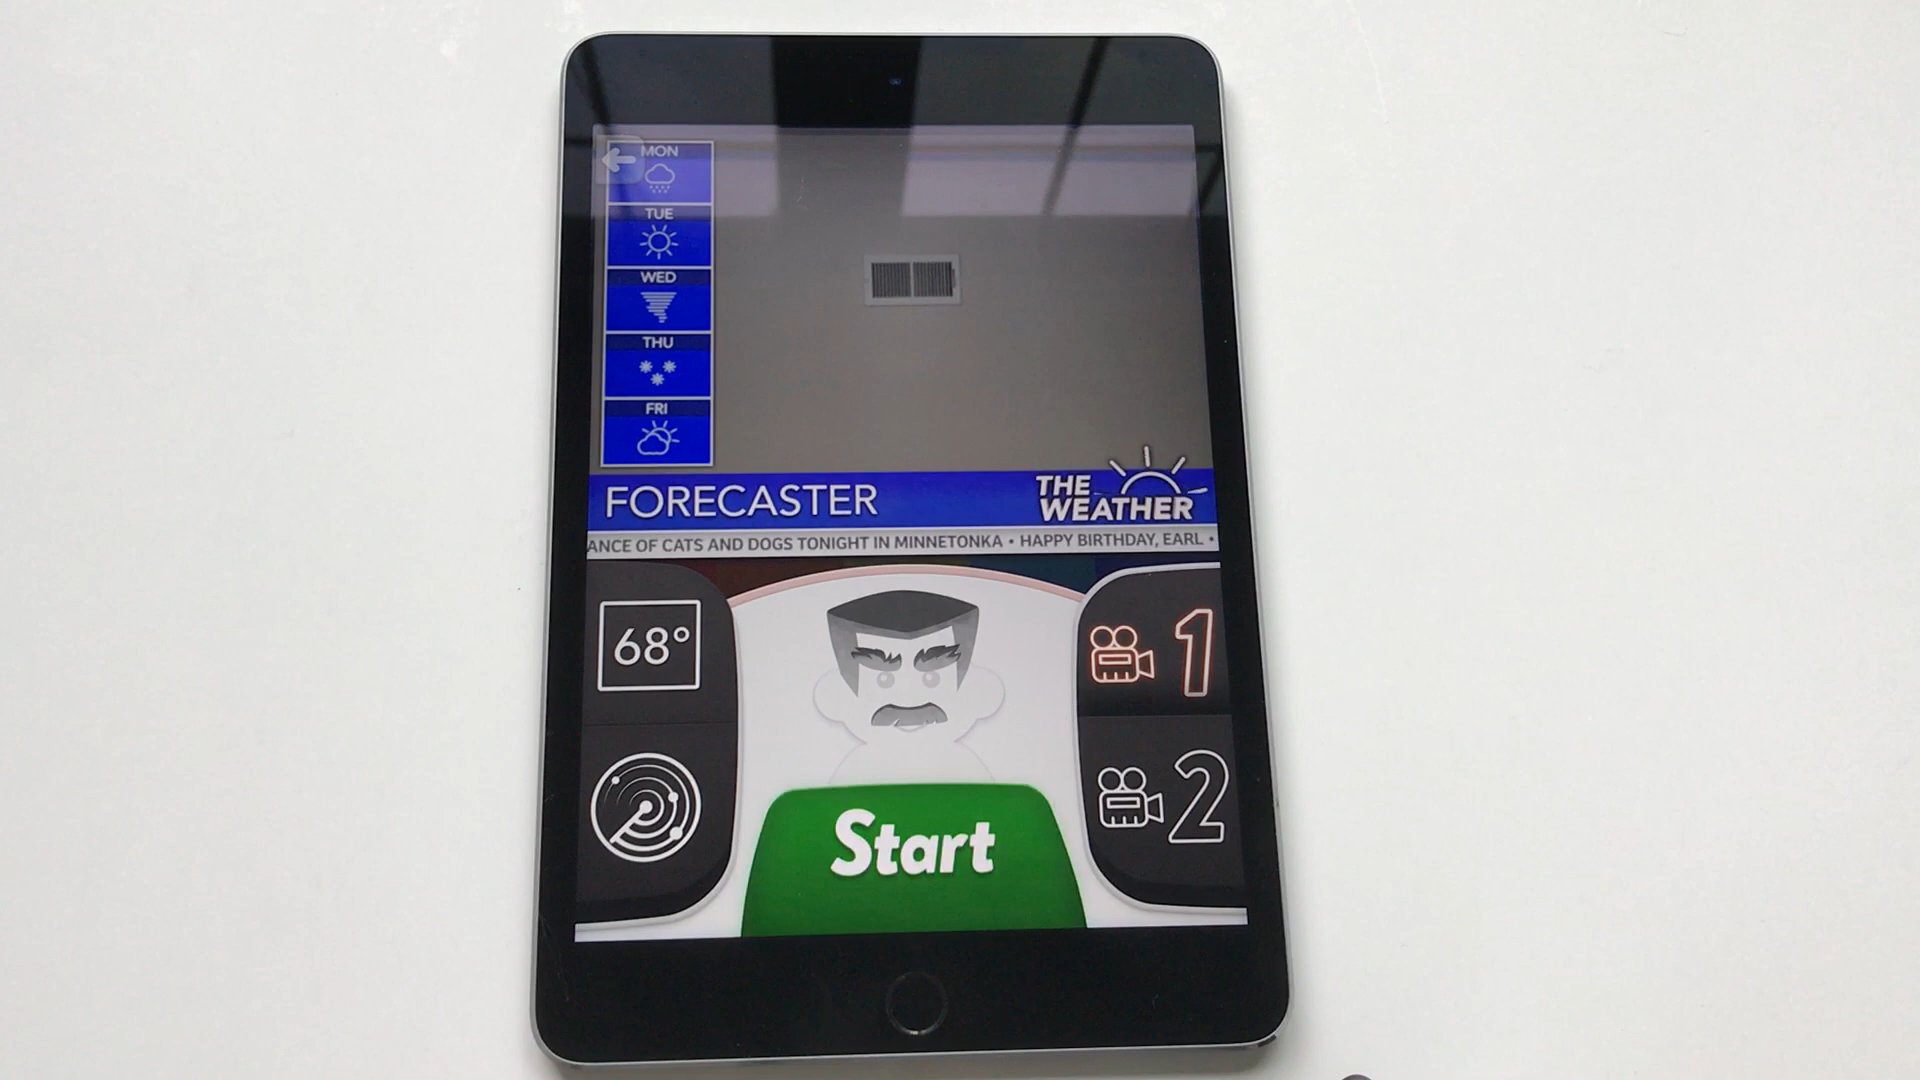 MON
TUE
WED
THU
FRI
FORECASTER
THE
WEATHER
ANCE OF CATS AND DOGS TONIGHT IN MINNETONKA • HAPPY BIRTHDAY, EARL •
68°
1
2
Start